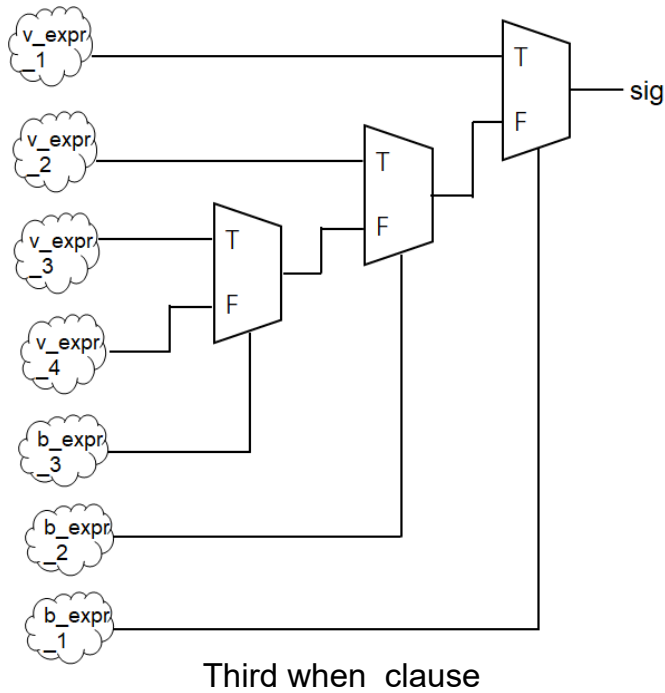 v_expr
_1
T
F
sig
v_expr
_2
T
F
v_expr
_3
T
F
v_expr
_4
b_expr
_3
b_expr
_2
b_expr
_1
Third when clause